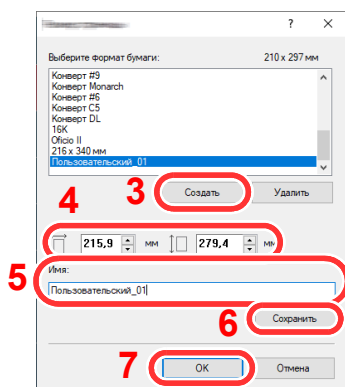 ?
Выберите формат бумаги: 210 x 297 мм
Конверт #9
Конверт Monarch
Конверт #6
Конверт C5
Конверт DL
16K
Oficio II
216 x 340 мм
Пользовательский_01
3 Создать Удалить
4
215,9 мм 279,4 мм
5 Имя:
Пользовательский_01
6 Сохранить
7 OK Отмена